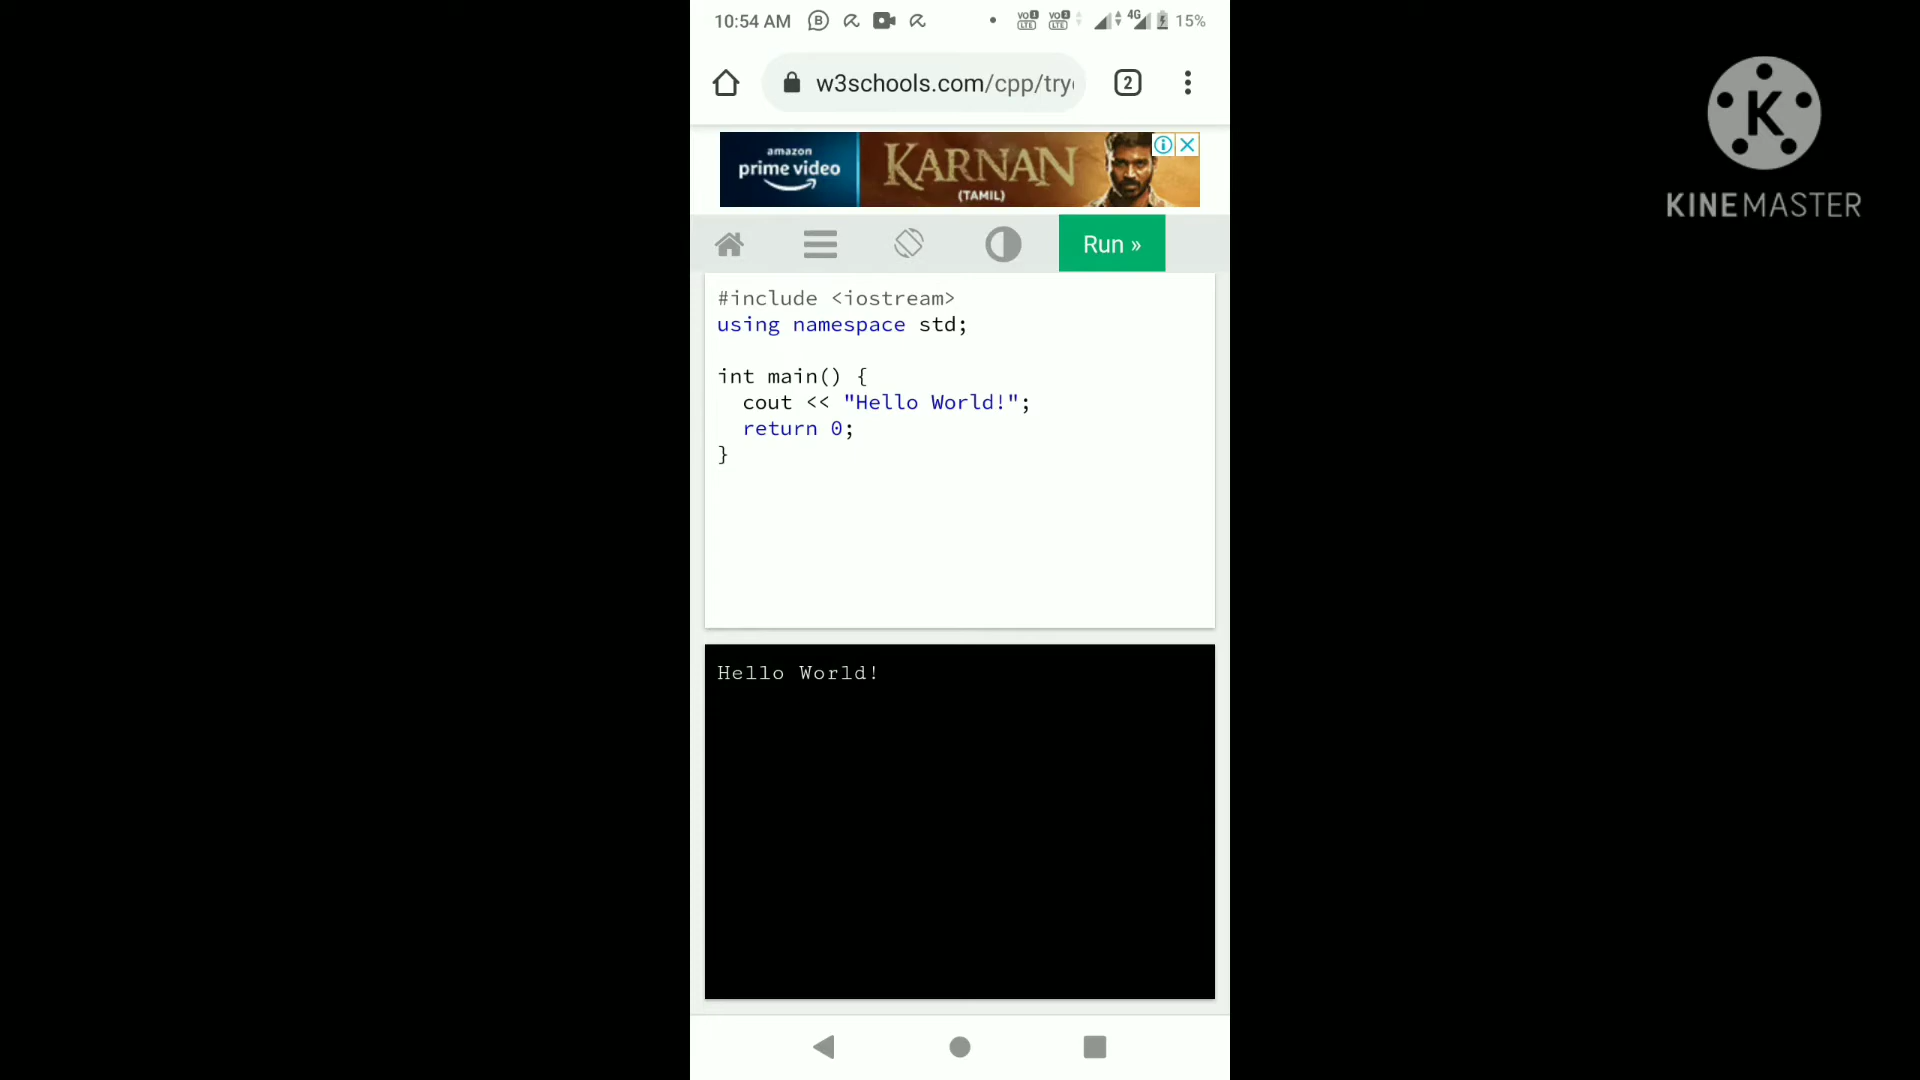 10:54 AM
4G
15%
w3schools.com/cpp/try
2
amazon
prime video
KARNAN
(TAMIL)
Run »
#include <iostream>
using namespace std;
int main() {
cout << "Hello World!";
return 0;
}
Hello World!
K
KINEMASTER